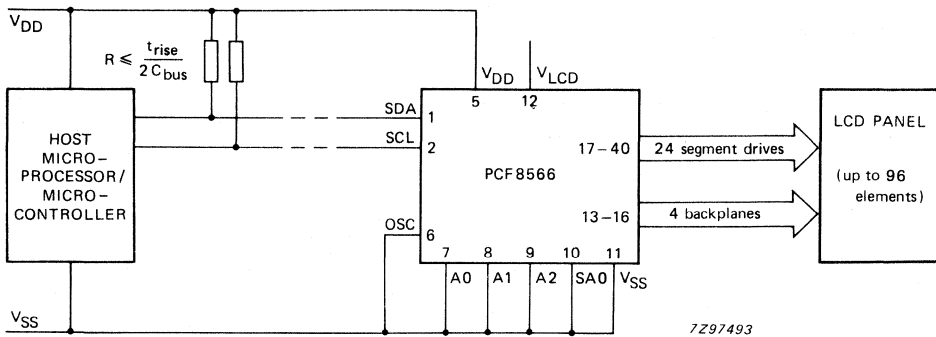 VDD
R ⩽ trise
2 Cbus
VDD
VLCD
5
12
SDA
1
SCL
2
HOST
MICRO–
PROCESSOR/
MICRO-
CONTROLLER
PCF8566
17–40
24 segment drives
13–16
4 backplanes
LCD PANEL
(up to 96
elements)
OSC
6
7
8
9
10
11
A0
A1
A2
SA0
VSS
VSS
7Z97493